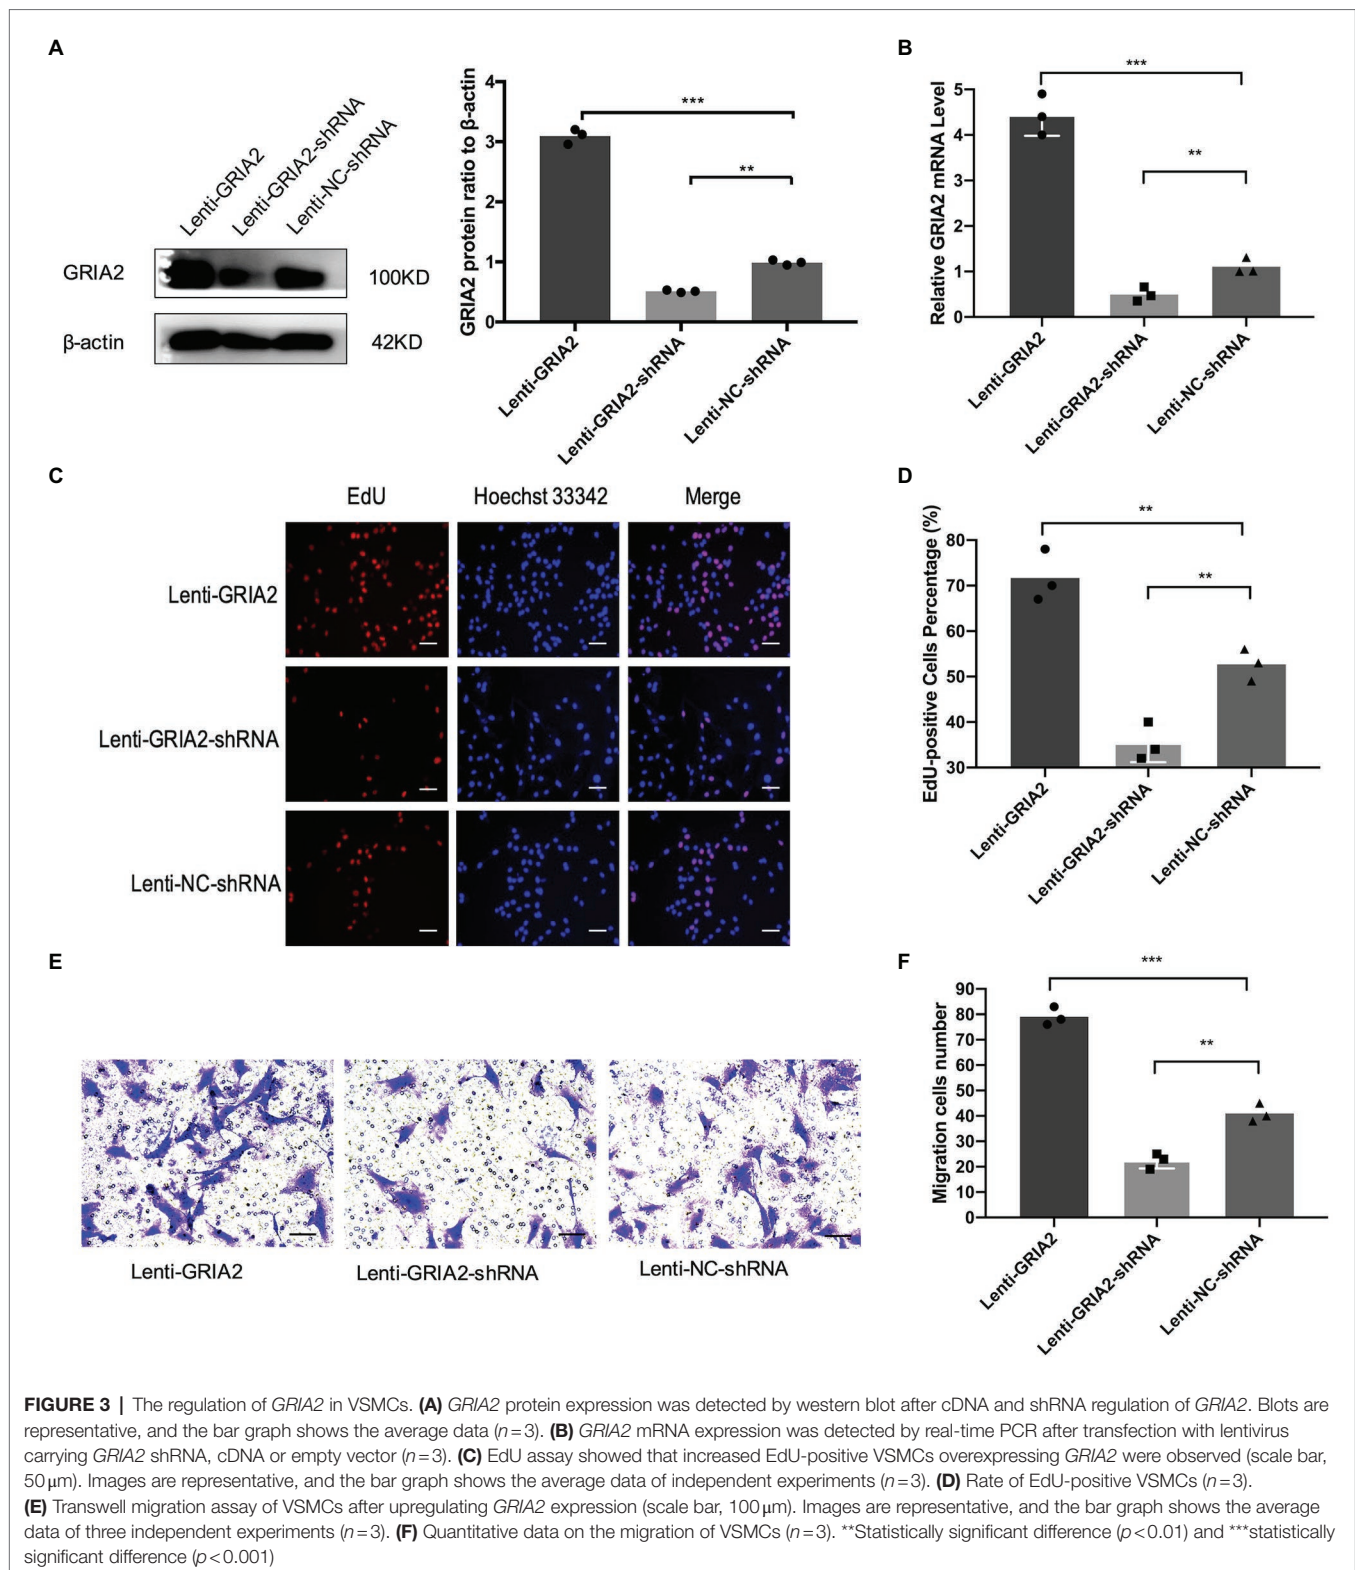 A
Lenti-GRIA2
Lenti-GRIA2-shRNA
Lenti-NC-shRNA
GRIA2
100KD
β-actin
42KD
GRIA2 protein ratio to β-actin
4
3
2
1
0
***
**
Lenti-GRIA2
Lenti-GRIA2-shRNA
Lenti-NC-shRNA
B
Relative GRIA2 mRNA Level
5
4
3
2
1
0
***
**
Lenti-GRIA2
Lenti-GRIA2-shRNA
Lenti-NC-shRNA
C
EdU
Hoechst 33342
Merge
Lenti-GRIA2
Lenti-GRIA2-shRNA
Lenti-NC-shRNA
D
EdU-positive Cells Percentage (%)
80
70
60
50
40
30
**
**
Lenti-GRIA2
Lenti-GRIA2-shRNA
Lenti-NC-shRNA
E
Lenti-GRIA2
Lenti-GRIA2-shRNA
Lenti-NC-shRNA
F
Migration cells number
90
80
70
60
50
40
30
20
10
0
***
**
Lenti-GRIA2
Lenti-GRIA2-shRNA
Lenti-NC-shRNA
FIGURE 3 | The regulation of GRIA2 in VSMCs. (A) GRIA2 protein expression was detected by western blot after cDNA and shRNA regulation of GRIA2. Blots are
representative, and the bar graph shows the average data (n=3). (B) GRIA2 mRNA expression was detected by real-time PCR after transfection with lentivirus
carrying GRIA2 shRNA, cDNA or empty vector (n=3). (C) EdU assay showed that increased EdU-positive VSMCs overexpressing GRIA2 were observed (scale bar,
50μm). Images are representative, and the bar graph shows the average data of independent experiments (n=3). (D) Rate of EdU-positive VSMCs (n=3).
(E) Transwell migration assay of VSMCs after upregulating GRIA2 expression (scale bar, 100μm). Images are representative, and the bar graph shows the average
data of three independent experiments (n=3). (F) Quantitative data on the migration of VSMCs (n=3). **Statistically significant difference (p<0.01) and ***statistically
significant difference (p<0.001)